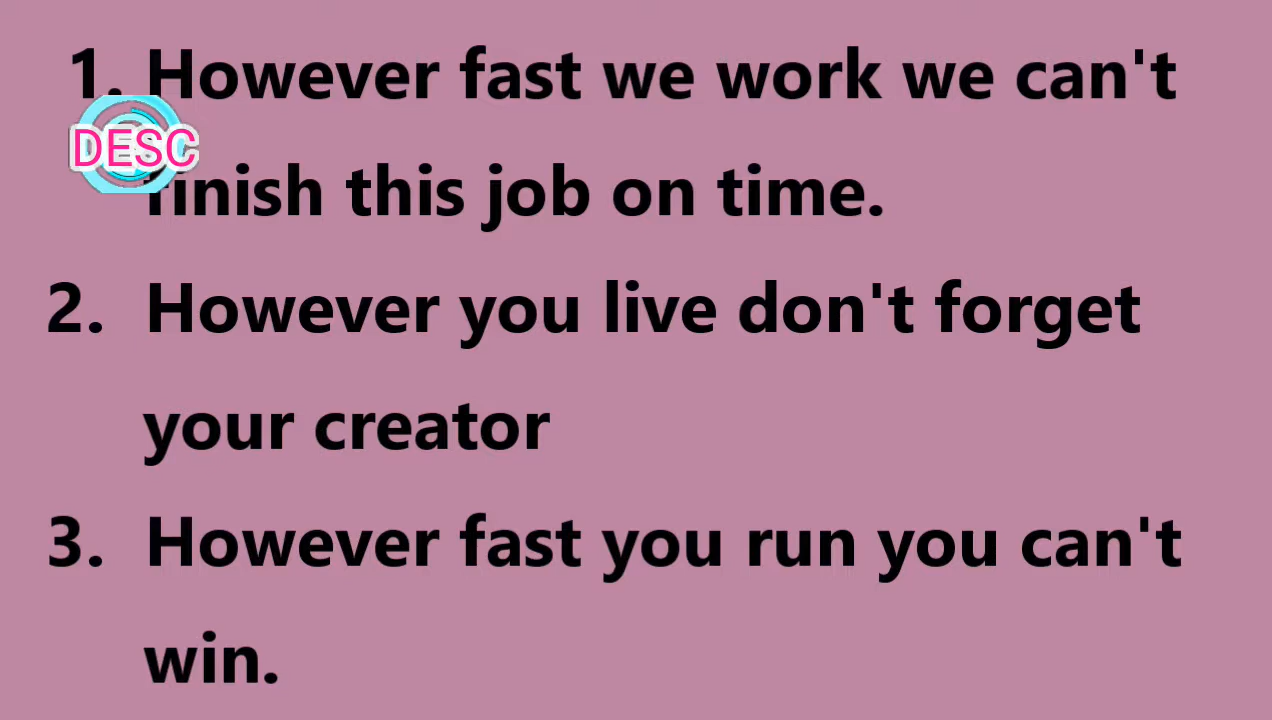 1. However fast we work we can't
DESC
finish this job on time.
2. However you live don't forget
your creator
3. However fast you run you can't
win.